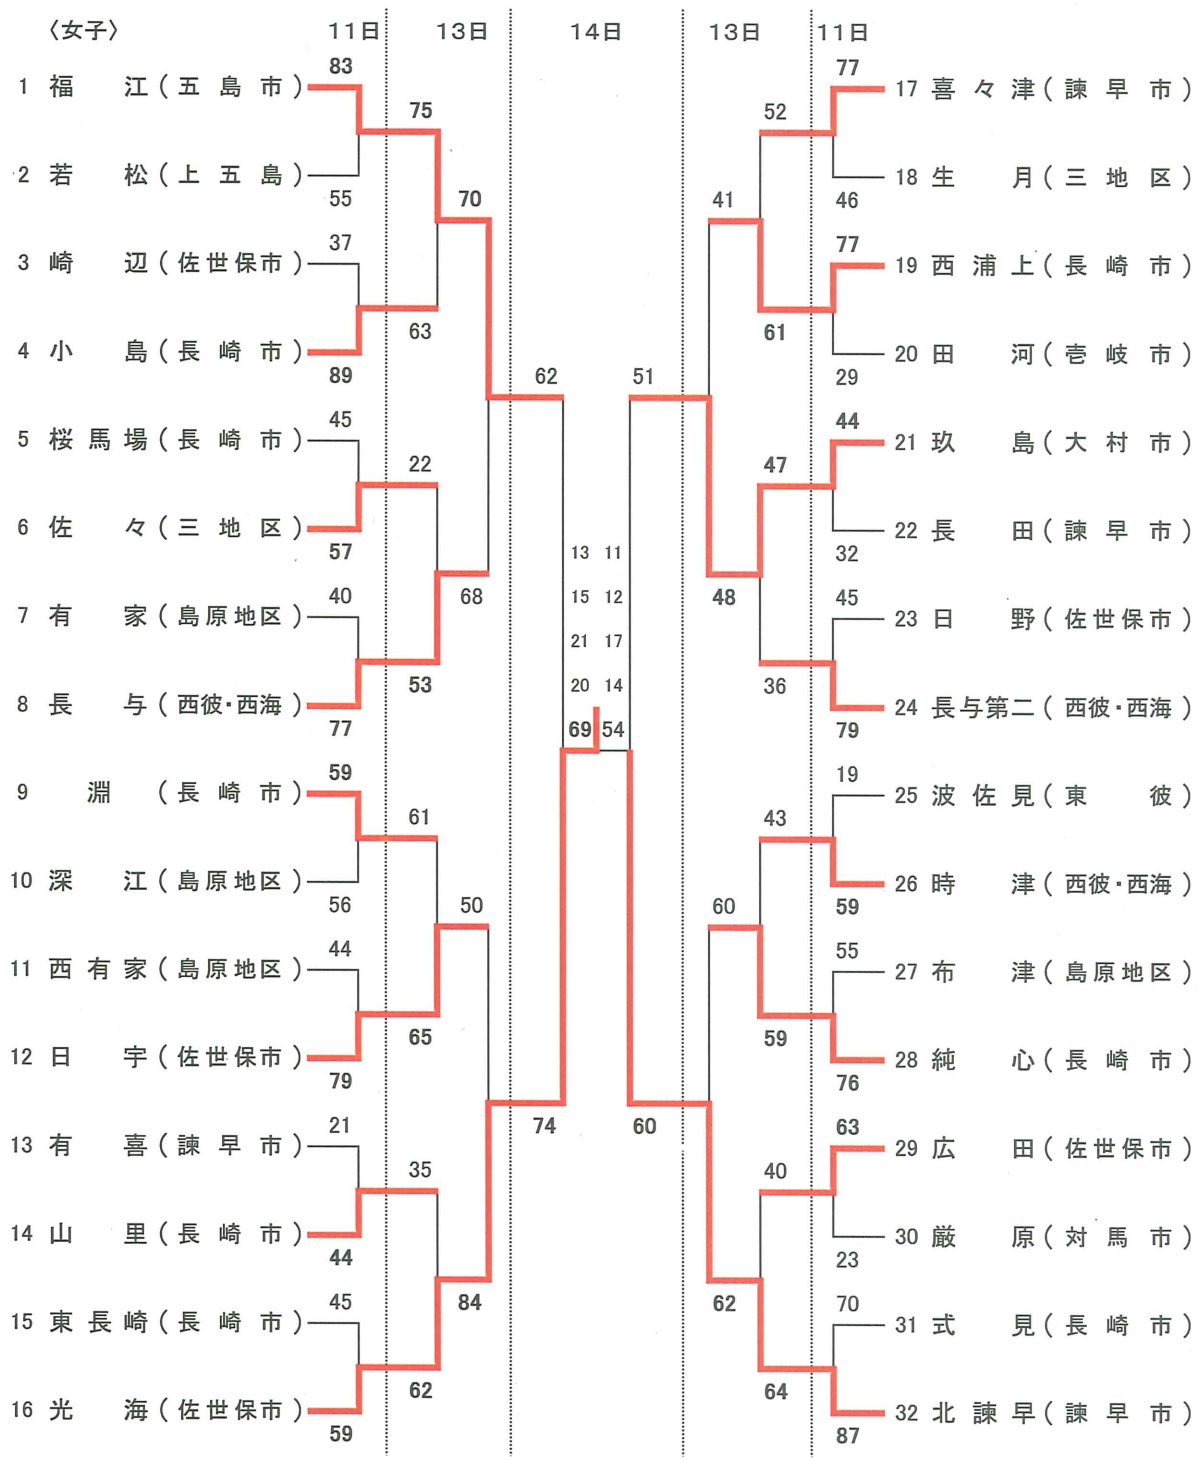 〈女子〉 11日 13日 14日 13日 11日
83 77
1 福 江 ( 五 島 市 ) 17 喜 々 津 ( 諫 早 市 )
75 52
2 若 松 ( 上 五 島 ) 18 生 月 ( 三 地 区 )
55 70 41 46
37 77
3 崎 辺 ( 佐世保市 ) 19 西 浦 上 ( 長 崎 市 )
63 61
4 小 島 ( 長 崎 市 ) 20 田 河 ( 壱 岐 市 )
89 62 51 29
45 44
5 桜 馬 場 ( 長 崎 市 ) 21 玖 島 ( 大 村 市 )
22 47
6 佐 々 ( 三 地 区 ) 22 長 田 ( 諫 早 市 )
57 13 11 32
40 68 15 12 48 45
7 有 家 ( 島原地区 ) 23 日 野 ( 佐世保市 )
21 17
53 20 14 36
8 長 与 ( 西彼・西海 ) 24 長与第二 ( 西彼・西海 )
77 69 54 79
59 19
9 淵 ( 長 崎 市 ) 25 波 佐 見 ( 東 彼 )
61 43
10 深 江 ( 島原地区 ) 26 時 津 ( 西彼・西海 )
56 50 60 59
44 55
11 西 有 家 ( 島原地区 ) 27 布 津 ( 島原地区 )
65 59
12 日 宇 ( 佐世保市 ) 28 純 心 ( 長 崎 市 )
79 76
21 74 60 63
13 有 喜 ( 諫 早 市 ) 29 広 田 ( 佐世保市 )
35 40
14 山 里 ( 長 崎 市 ) 30 厳 原 ( 対 馬 市 )
44 23
45 84 62 70
15 東 長 崎 ( 長 崎 市 ) 31 式 見 ( 長 崎 市 )
62 64
16 光 海 ( 佐世保市 ) 32 北 諫 早 ( 諫 早 市 )
59 87